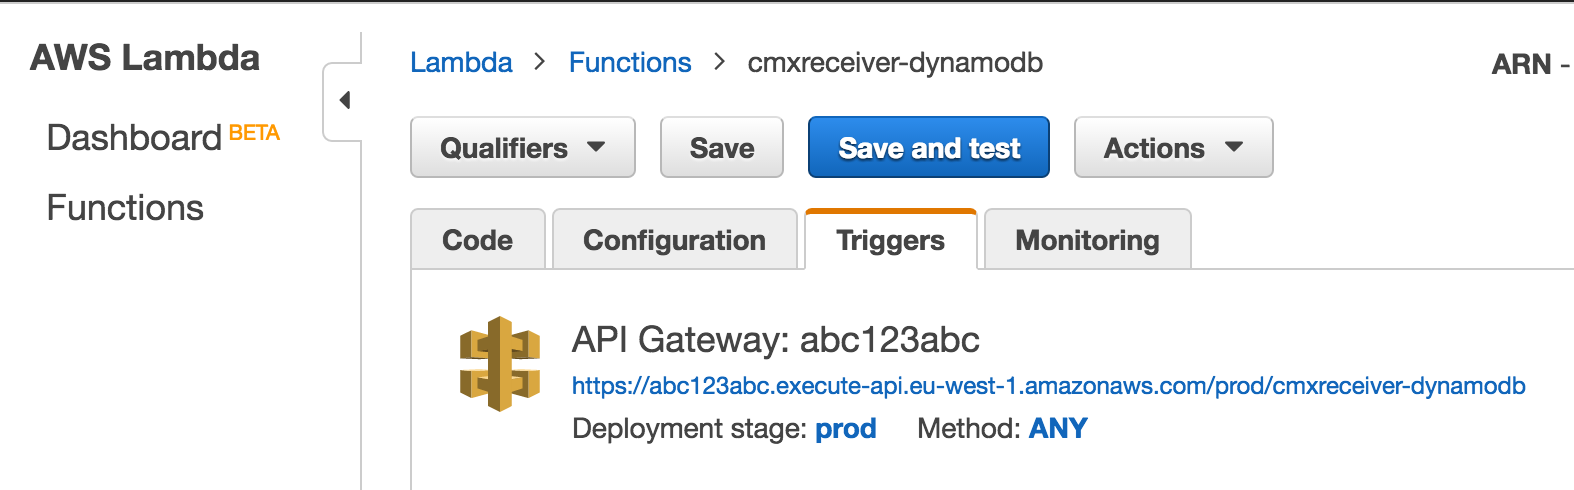 AWS Lambda
Dashboard BETA
Functions
Lambda > Functions > cmxreceiver-dynamodb
ARN -
Qualifiers
Save
Save and test
Actions
Code
Configuration
Triggers
Monitoring
API Gateway: abc123abc
https://abc123abc.execute-api.eu-west-1.amazonaws.com/prod/cmxreceiver-dynamodb
Deployment stage: prod Method: ANY